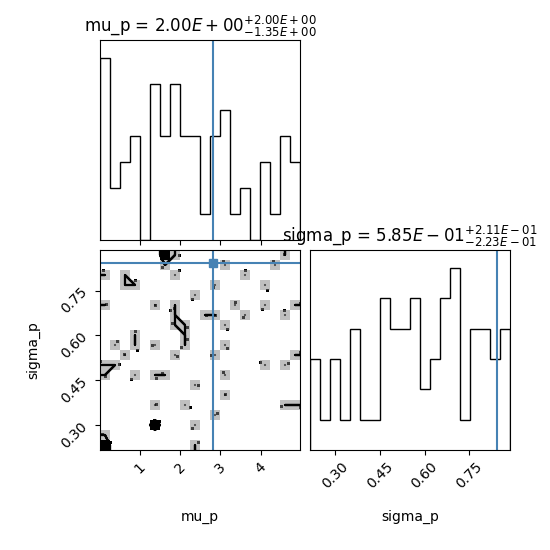 mu_p = 2.00E+00+2.00E+00
−1.35E+00
sigma_p = 5.85E−01+2.11E−01
−2.23E−01
sigma_p
0.75
0.60
0.45
0.30
1 2 3 4
mu_p
0.30 0.45 0.60 0.75
sigma_p